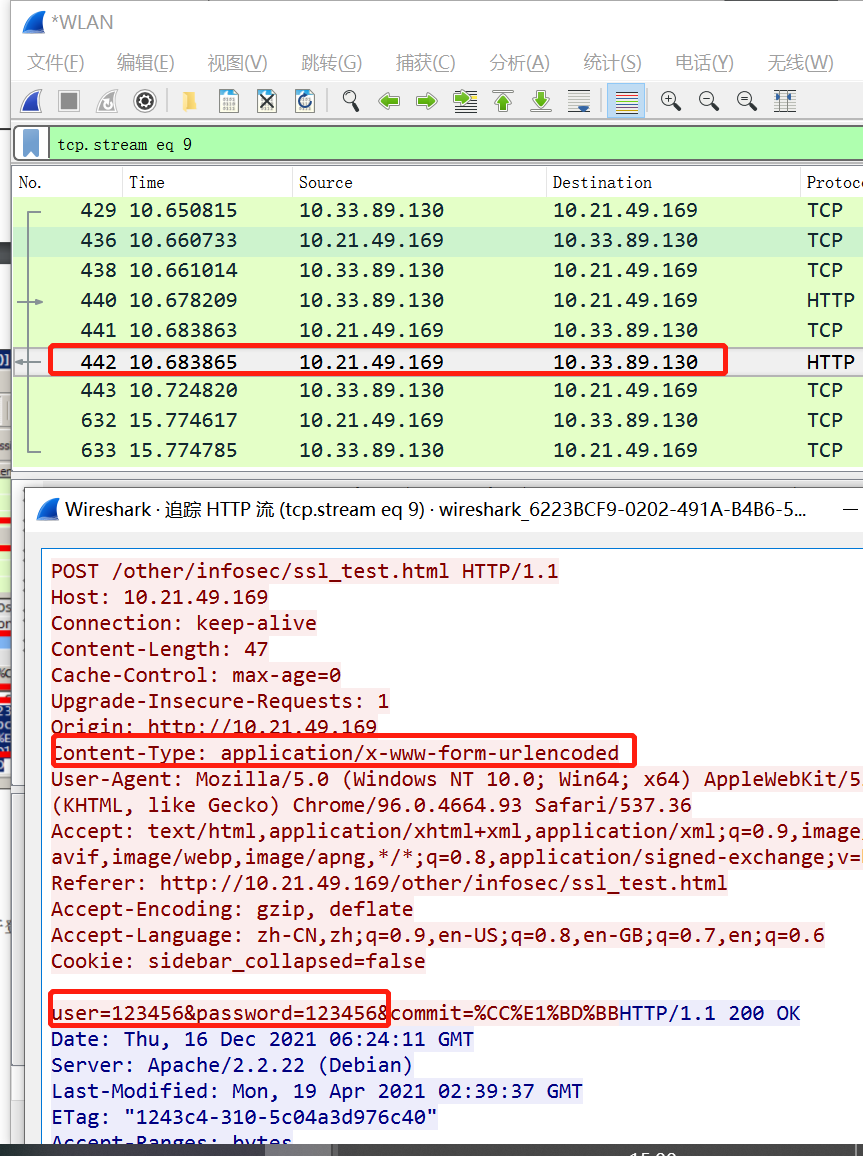 *WLAN
文件(F) 编辑(E) 视图(V) 跳转(G) 捕获(C) 分析(A) 统计(S) 电话(Y) 无线(W)
tcp.stream eq 9
No. Time Source Destination Protoc
429 10.650815 10.33.89.130 10.21.49.169 TCP
436 10.660733 10.21.49.169 10.33.89.130 TCP
438 10.661014 10.33.89.130 10.21.49.169 TCP
440 10.678209 10.33.89.130 10.21.49.169 HTTP
441 10.683863 10.21.49.169 10.33.89.130 TCP
442 10.683865 10.21.49.169 10.33.89.130 HTTP
443 10.724820 10.33.89.130 10.21.49.169 TCP
632 15.774617 10.21.49.169 10.33.89.130 TCP
633 15.774785 10.33.89.130 10.21.49.169 TCP
Wireshark · 追踪 HTTP 流 (tcp.stream eq 9) · wireshark_6223BCF9-0202-491A-B4B6-5...
POST /other/infosec/ssl_test.html HTTP/1.1
Host: 10.21.49.169
Connection: keep-alive
Content-Length: 47
Cache-Control: max-age=0
Upgrade-Insecure-Requests: 1
Origin: http://10.21.49.169
Content-Type: application/x-www-form-urlencoded
User-Agent: Mozilla/5.0 (Windows NT 10.0; Win64; x64) AppleWebKit/5
(KHTML, like Gecko) Chrome/96.0.4664.93 Safari/537.36
Accept: text/html,application/xhtml+xml,application/xml;q=0.9,image
avif,image/webp,image/apng,*/*;q=0.8,application/signed-exchange;v=
Referer: http://10.21.49.169/other/infosec/ssl_test.html
Accept-Encoding: gzip, deflate
Accept-Language: zh-CN,zh;q=0.9,en-US;q=0.8,en-GB;q=0.7,en;q=0.6
Cookie: sidebar_collapsed=false
user=123456&password=123456&commit=%CC%E1%BD%BBHTTP/1.1 200 OK
Date: Thu, 16 Dec 2021 06:24:11 GMT
Server: Apache/2.2.22 (Debian)
Last-Modified: Mon, 19 Apr 2021 02:39:37 GMT
ETag: "1243c4-310-5c04a3d976c40"
Accept-Ranges: bytes